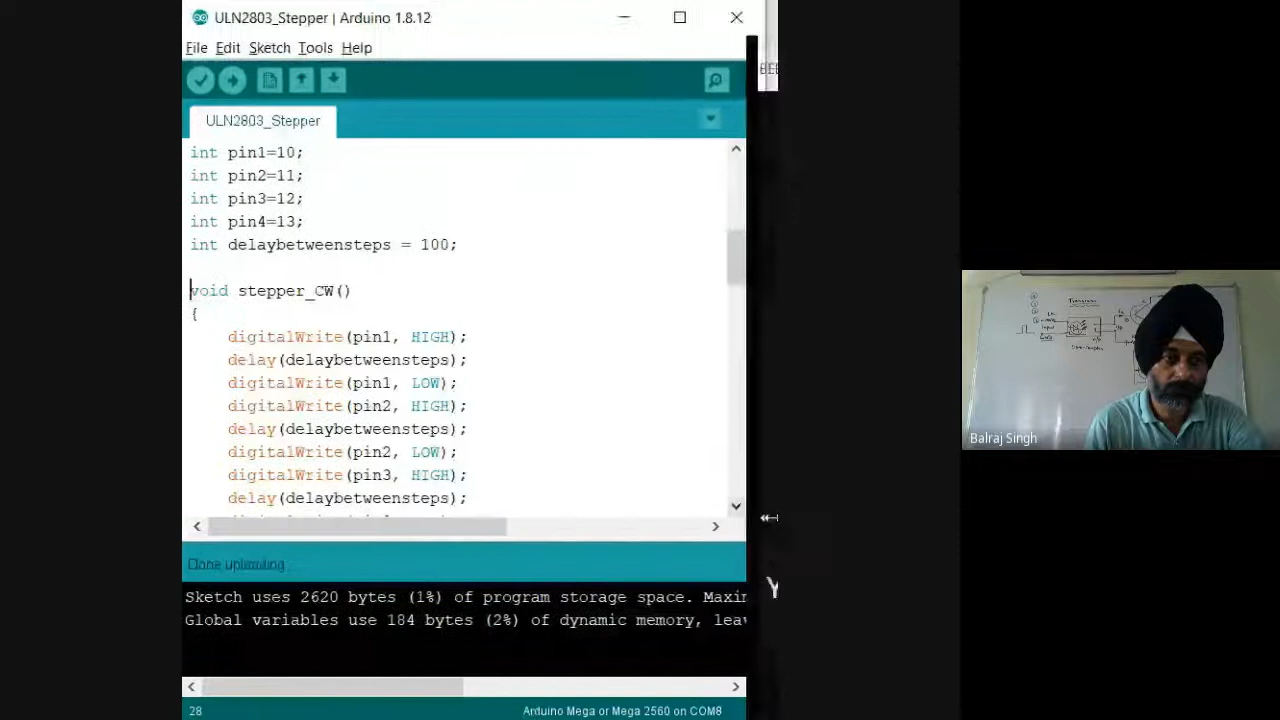 ULN2803_Stepper | Arduino 1.8.12
File Edit Sketch Tools Help
ULN2803_Stepper
int pin1=10;
int pin2=11;
int pin3=12;
int pin4=13;
int delaybetweensteps = 100;
void stepper_CW()
{
digitalWrite(pin1, HIGH);
delay(delaybetweensteps);
digitalWrite(pin1, LOW);
digitalWrite(pin2, HIGH);
delay(delaybetweensteps);
digitalWrite(pin2, LOW);
digitalWrite(pin3, HIGH);
delay(delaybetweensteps);
Done uploading.
Sketch uses 2620 bytes (1%) of program storage space. Maxim
Global variables use 184 bytes (2%) of dynamic memory, leav
28
Arduino Mega or Mega 2560 on COM8
Input
Balraj Singh